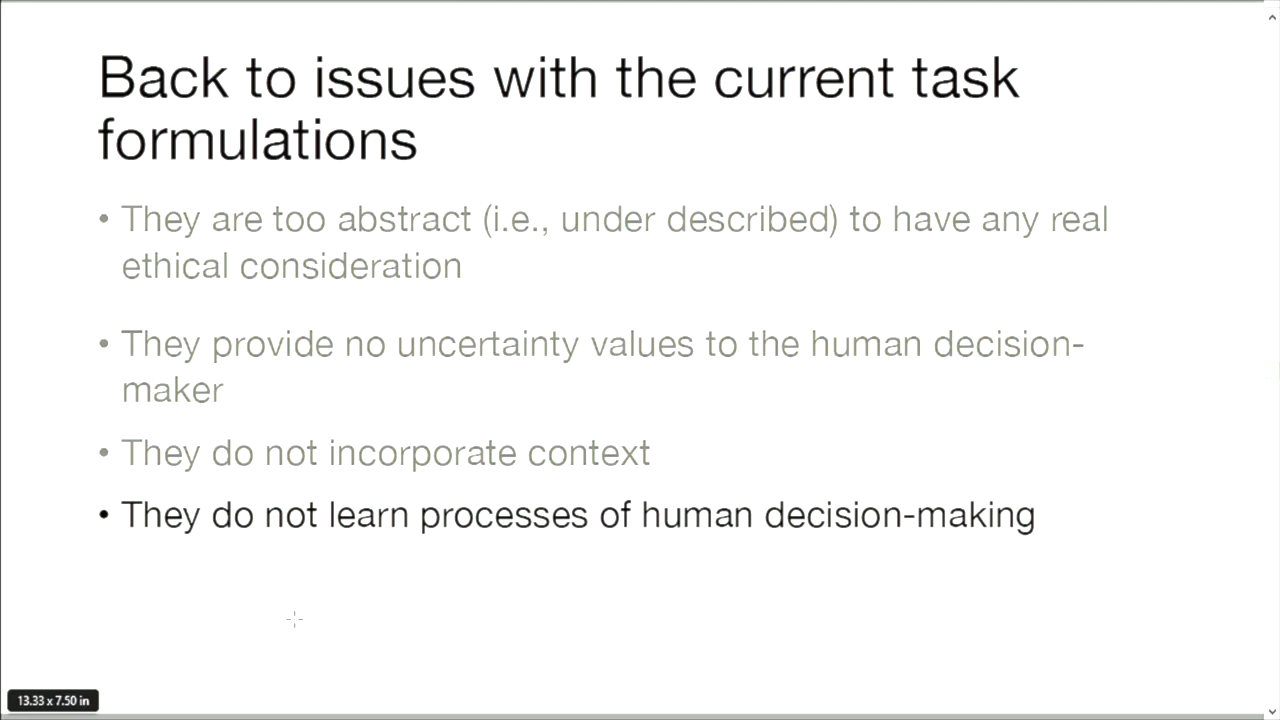 Back to issues with the current task
formulations
• They are too abstract (i.e., under described) to have any real
ethical consideration
• They provide no uncertainty values to the human decision-
maker
• They do not incorporate context
• They do not learn processes of human decision-making
13.33 x 7.50 in